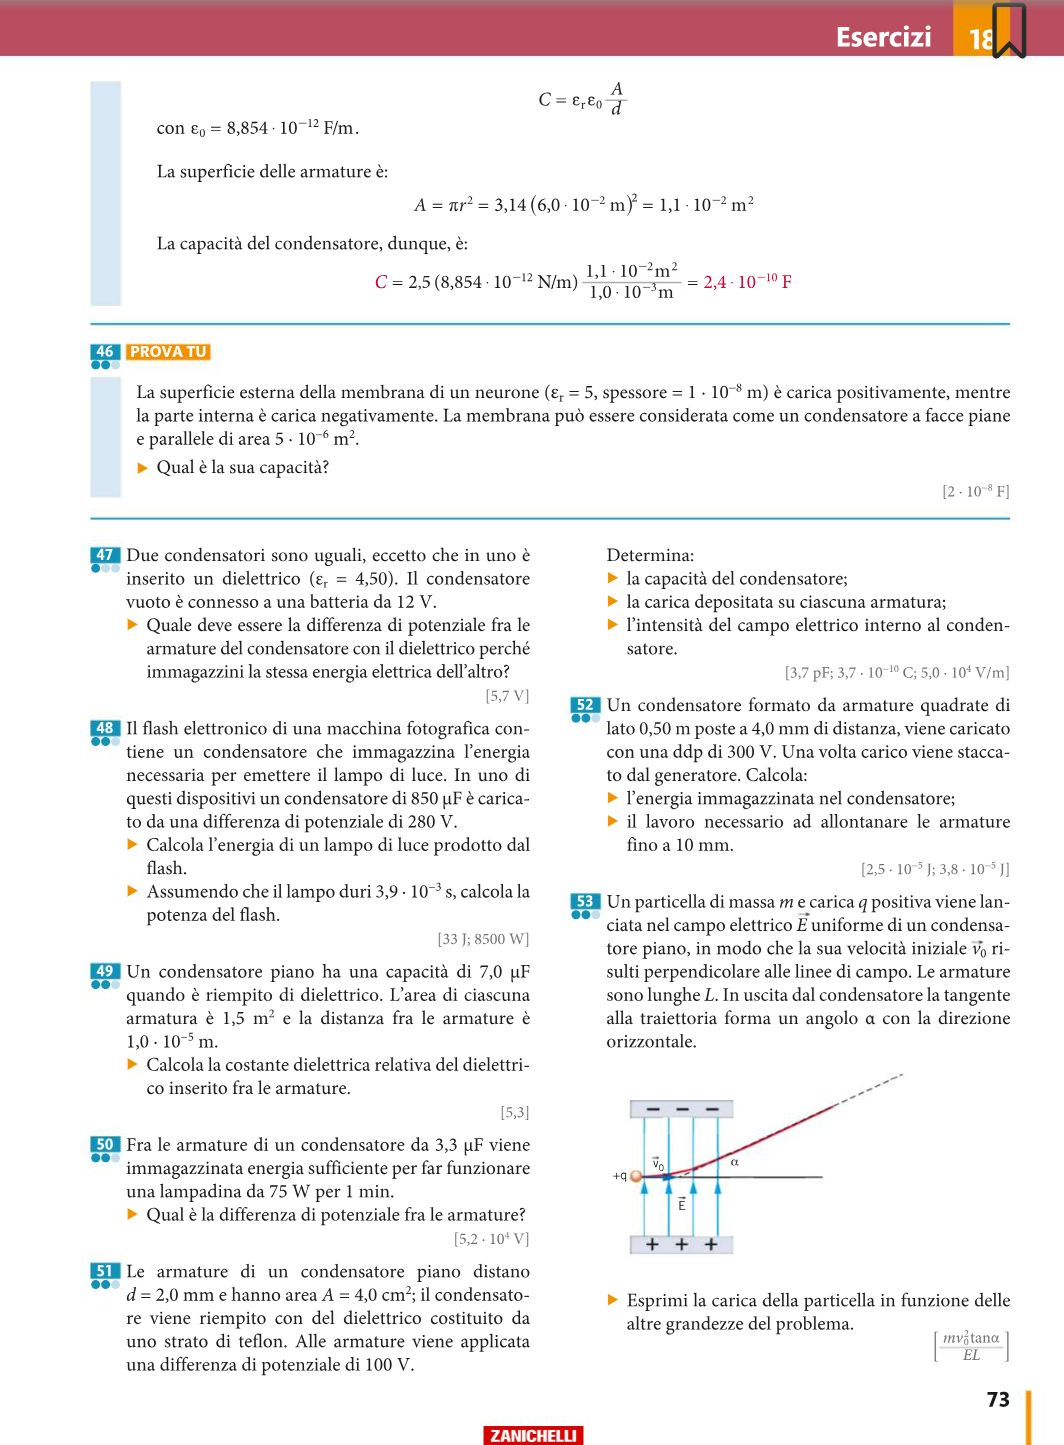 Esercizi 18
C = εrε0 A/d
con ε0 = 8,854 · 10⁻¹² F/m.
La superficie delle armature è:
A = πr² = 3,14 (6,0 · 10⁻² m)² = 1,1 · 10⁻² m²
La capacità del condensatore, dunque, è:
C = 2,5 (8,854 · 10⁻¹² N/m) 1,1 · 10⁻² m² / 1,0 · 10⁻³ m = 2,4 · 10⁻¹⁰ F
46 PROVA TU
La superficie esterna della membrana di un neurone (εr = 5, spessore = 1 · 10⁻⁸ m) è carica positivamente, mentre
la parte interna è carica negativamente. La membrana può essere considerata come un condensatore a facce piane
e parallele di area 5 · 10⁻⁶ m².
▶ Qual è la sua capacità?
[2 · 10⁻⁸ F]
47 Due condensatori sono uguali, eccetto che in uno è
inserito un dielettrico (εr = 4,50). Il condensatore
vuoto è connesso a una batteria da 12 V.
▶ Quale deve essere la differenza di potenziale fra le
armature del condensatore con il dielettrico perché
immagazzini la stessa energia elettrica dell'altro?
[5,7 V]
48 Il flash elettronico di una macchina fotografica con-
tiene un condensatore che immagazzina l'energia
necessaria per emettere il lampo di luce. In uno di
questi dispositivi un condensatore di 850 μF è carica-
to da una differenza di potenziale di 280 V.
▶ Calcola l'energia di un lampo di luce prodotto dal
flash.
▶ Assumendo che il lampo duri 3,9 · 10⁻³ s, calcola la
potenza del flash.
[33 J; 8500 W]
49 Un condensatore piano ha una capacità di 7,0 μF
quando è riempito di dielettrico. L'area di ciascuna
armatura è 1,5 m² e la distanza fra le armature è
1,0 · 10⁻⁵ m.
▶ Calcola la costante dielettrica relativa del dielettri-
co inserito fra le armature.
[5,3]
50 Fra le armature di un condensatore da 3,3 μF viene
immagazzinata energia sufficiente per far funzionare
una lampadina da 75 W per 1 min.
▶ Qual è la differenza di potenziale fra le armature?
[5,2 · 10⁴ V]
51 Le armature di un condensatore piano distano
d = 2,0 mm e hanno area A = 4,0 cm²; il condensato-
re viene riempito con del dielettrico costituito da
uno strato di teflon. Alle armature viene applicata
una differenza di potenziale di 100 V.
Determina:
▶ la capacità del condensatore;
▶ la carica depositata su ciascuna armatura;
▶ l'intensità del campo elettrico interno al conden-
satore.
[3,7 pF; 3,7 · 10⁻¹⁰ C; 5,0 · 10⁴ V/m]
52 Un condensatore formato da armature quadrate di
lato 0,50 m poste a 4,0 mm di distanza, viene caricato
con una ddp di 300 V. Una volta carico viene stacca-
to dal generatore. Calcola:
▶ l'energia immagazzinata nel condensatore;
▶ il lavoro necessario ad allontanare le armature
fino a 10 mm.
[2,5 · 10⁻⁵ J; 3,8 · 10⁻⁵ J]
53 Un particella di massa m e carica q positiva viene lan-
ciata nel campo elettrico E⃗ uniforme di un condensa-
tore piano, in modo che la sua velocità iniziale v⃗0 ri-
sulti perpendicolare alle linee di campo. Le armature
sono lunghe L. In uscita dal condensatore la tangente
alla traiettoria forma un angolo α con la direzione
orizzontale.
− − −
v⃗0 α
+q
E⃗
+ + +
▶ Esprimi la carica della particella in funzione delle
altre grandezze del problema.
[mv0² tanα / EL]
73
ZANICHELLI